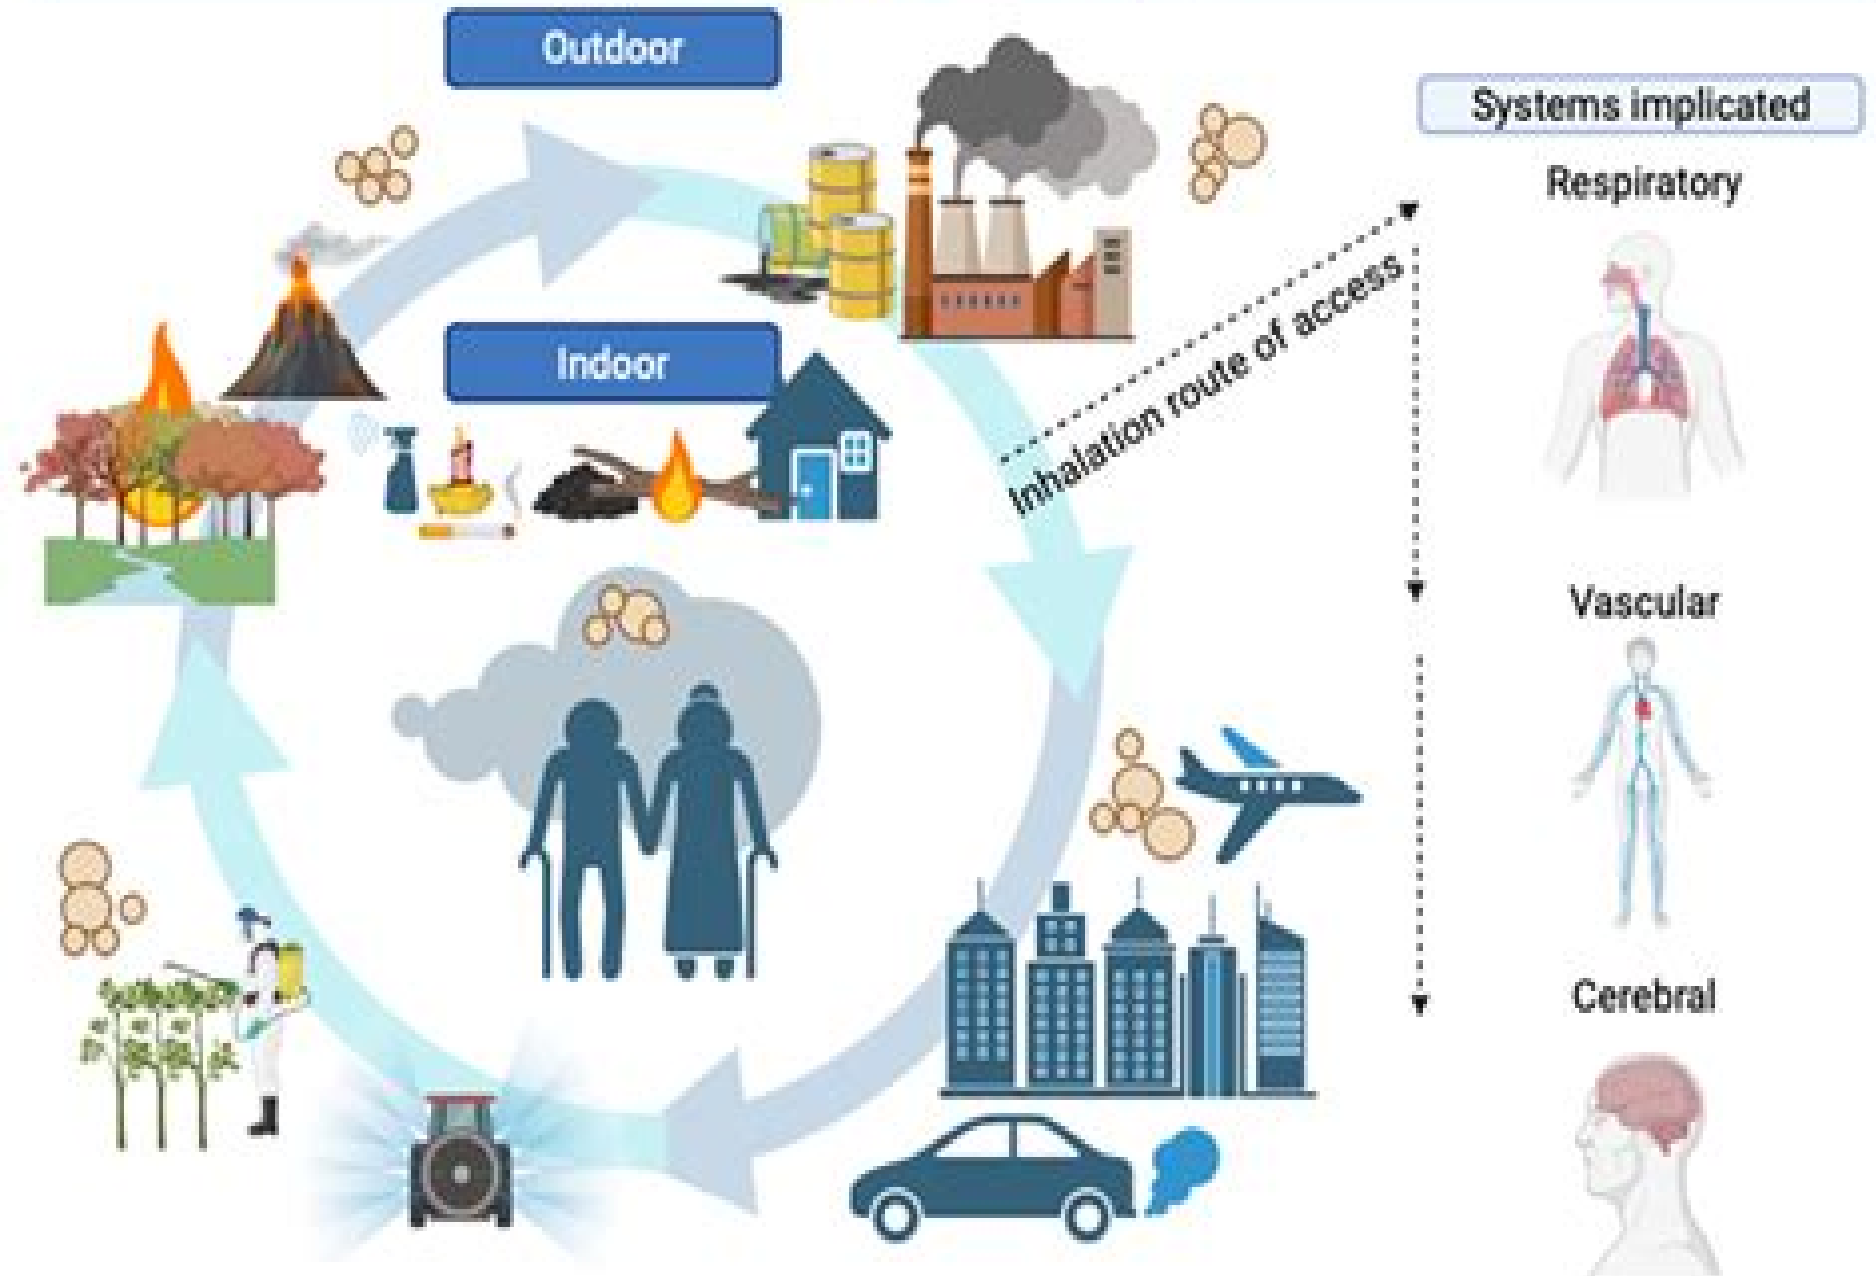 Outdoor
Systems implicated
Respiratory
Inhalation route of access
Indoor
Vascular
Cerebral